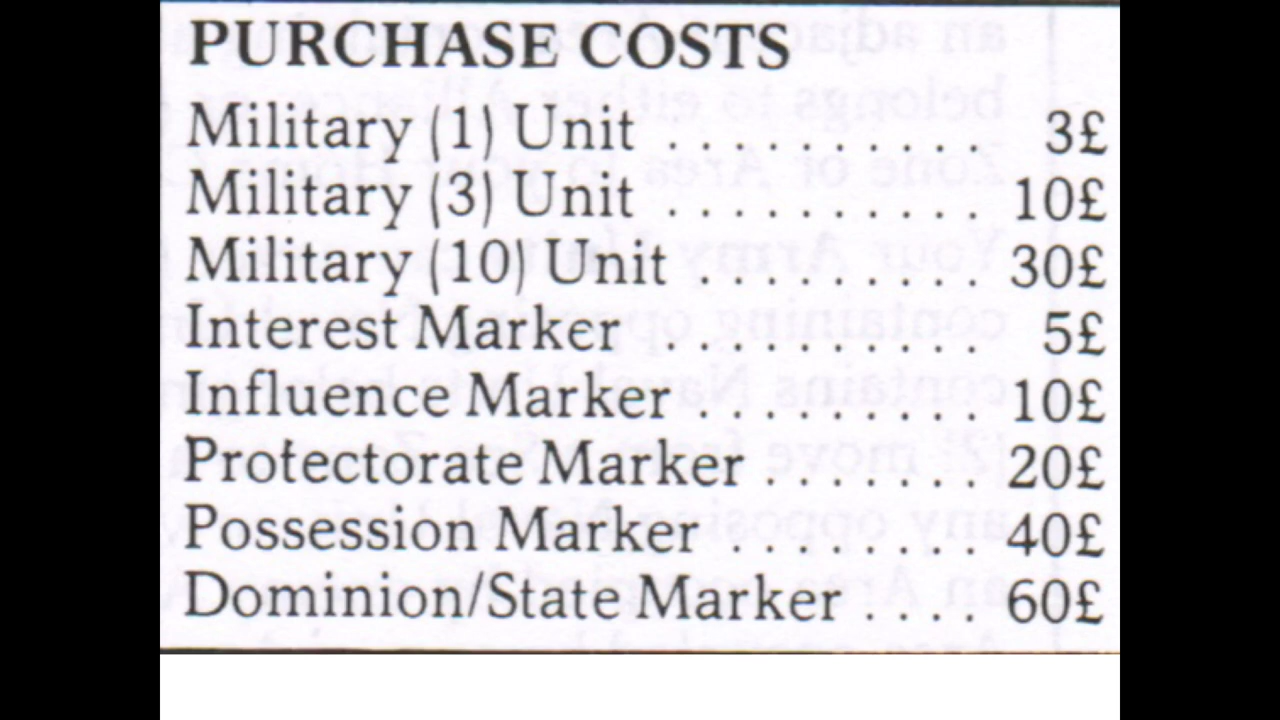 PURCHASE COSTS
Military (1) Unit . . . . . . . . . . 3£
Military (3) Unit . . . . . . . . . . 10£
Military (10) Unit . . . . . . . . . 30£
Interest Marker . . . . . . . . . . 5£
Influence Marker . . . . . . . . . 10£
Protectorate Marker . . . . . . . 20£
Possession Marker . . . . . . . . 40£
Dominion/State Marker . . . . 60£